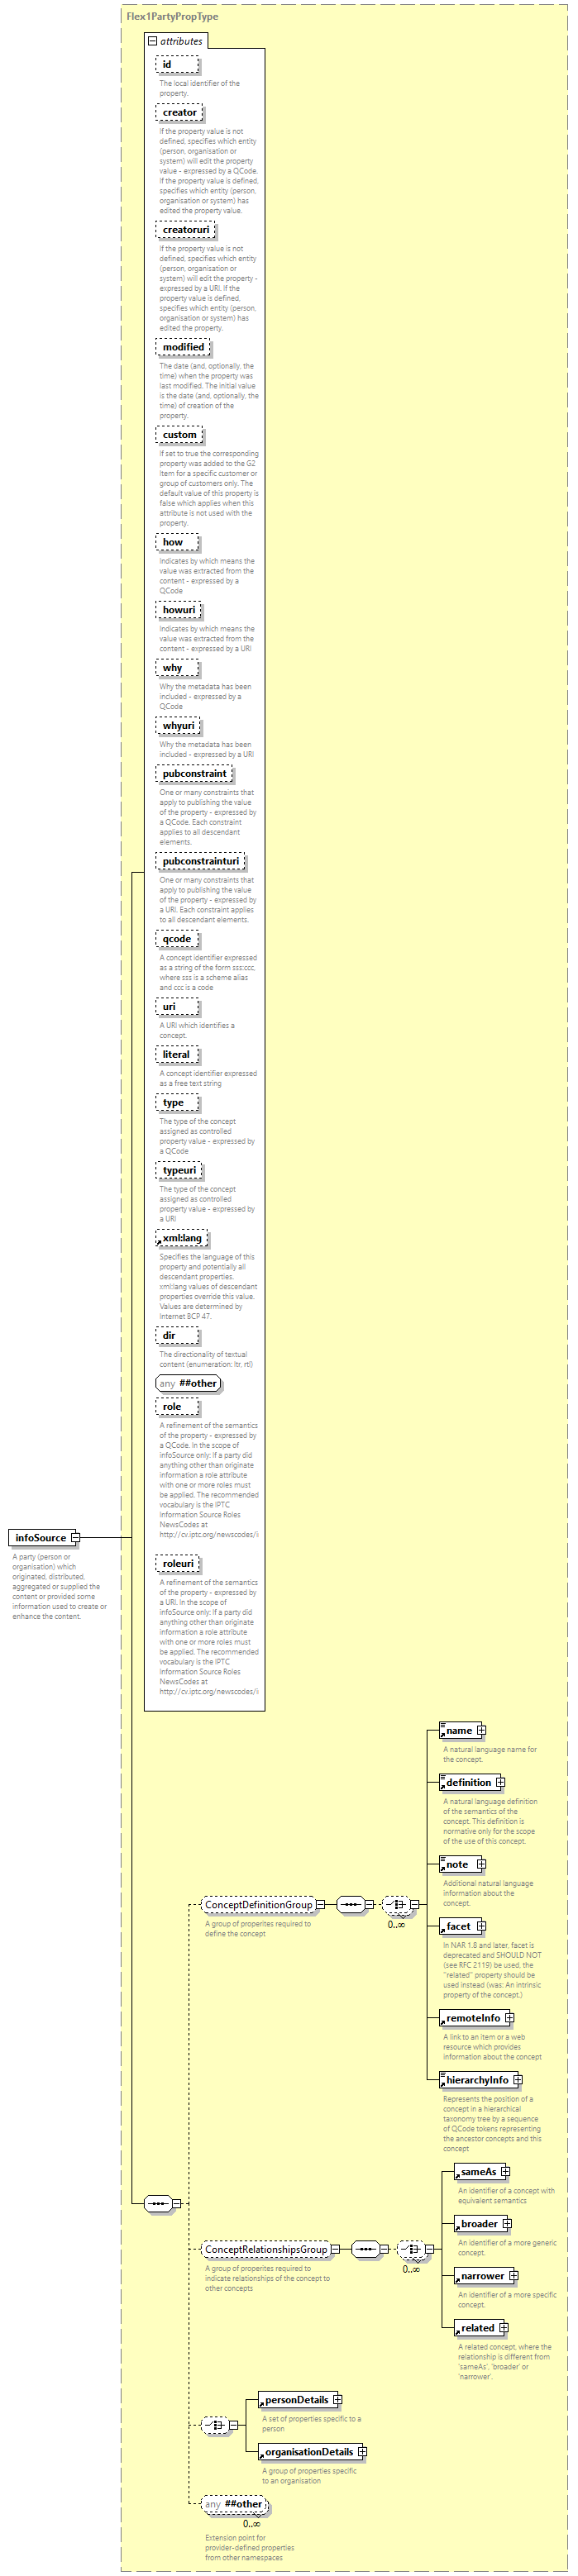 Flex1PartyPropType
attributes
id
The local identifier of the
property.
creator
If the property value is not
defined, specifies which entity
(person, organisation or
system) will edit the property
value - expressed by a QCode.
If the property value is defined,
specifies which entity (person,
organisation or system) has
edited the property value.
creatoruri
If the property value is not
defined, specifies which entity
(person, organisation or
system) will edit the property -
expressed by a URI. If the
property value is defined,
specifies which entity (person,
organisation or system) has
edited the property.
modified
The date (and, optionally, the
time) when the property was
last modified. The initial value
is the date (and, optionally, the
time) of creation of the
property.
custom
If set to true the corresponding
property was added to the G2
Item for a specific customer or
group of customers only. The
default value of this property is
false which applies when this
attribute is not used with the
property.
how
Indicates by which means the
value was extracted from the
content - expressed by a
QCode
howuri
Indicates by which means the
value was extracted from the
content - expressed by a URI
why
Why the metadata has been
included - expressed by a
QCode
whyuri
Why the metadata has been
included - expressed by a URI
pubconstraint
One or many constraints that
apply to publishing the value
of the property - expressed
by a QCode. Each constraint
applies to all descendant
elements.
pubconstrainturi
One or many constraints that
apply to publishing the value
of the property - expressed by
a URI. Each constraint applies
to all descendant elements.
qcode
A concept identifier expressed
as a string of the form sss:ccc,
where sss is a scheme alias
and ccc is a code
uri
A URI which identifies a
concept.
literal
A concept identifier expressed
as a free text string
type
The type of the concept
assigned as controlled
property value - expressed by
a QCode
typeuri
The type of the concept
assigned as controlled
property value - expressed by
a URI
xml:lang
Specifies the language of this
property and potentially all
descendant properties.
xml:lang values of descendant
properties override this value.
Values are determined by
Internet BCP 47.
dir
The directionality of textual
content (enumeration: ltr, rtl)
any ##other
role
A refinement of the semantics
of the property - expressed by
a QCode. In the scope of
infoSource only: If a party did
anything other than originate
information a role attribute
with one or more roles must
be applied. The recommended
vocabulary is the IPTC
Information Source Roles
NewsCodes at
http://cv.iptc.org/newscodes/i
infoSource
A party (person or
organisation) which
originated, distributed,
aggregated or supplied the
content or provided some
information used to create or
enhance the content.
roleuri
A refinement of the semantics
of the property - expressed by
a URI. In the scope of
infoSource only: If a party did
anything other than originate
information a role attribute
with one or more roles must
be applied. The recommended
vocabulary is the IPTC
Information Source Roles
NewsCodes at
http://cv.iptc.org/newscodes/i
name
A natural language name for
the concept.
definition
A natural language definition
of the semantics of the
concept. This definition is
normative only for the scope
of the use of this concept.
note
Additional natural language
information about the
concept.
ConceptDefinitionGroup
0..∞
A group of properites required to
define the concept
facet
In NAR 1.8 and later, facet is
deprecated and SHOULD NOT
(see RFC 2119) be used, the
"related" property should be
used instead (was: An intrinsic
property of the concept.)
remoteInfo
A link to an item or a web
resource which provides
information about the concept
hierarchyInfo
Represents the position of a
concept in a hierarchical
taxonomy tree by a sequence
of QCode tokens representing
the ancestor concepts and this
concept
sameAs
An identifier of a concept with
equivalent semantics
broader
An identifier of a more generic
concept.
ConceptRelationshipsGroup
0..∞
A group of properites required to
indicate relationships of the concept to
other concepts
narrower
An identifier of a more specific
concept.
related
A related concept, where the
relationship is different from
'sameAs', 'broader' or
'narrower'.
personDetails
A set of properties specific to a
person
organisationDetails
A group of properties specific
to an organisation
any ##other
0..∞
Extension point for
provider-defined properties
from other namespaces